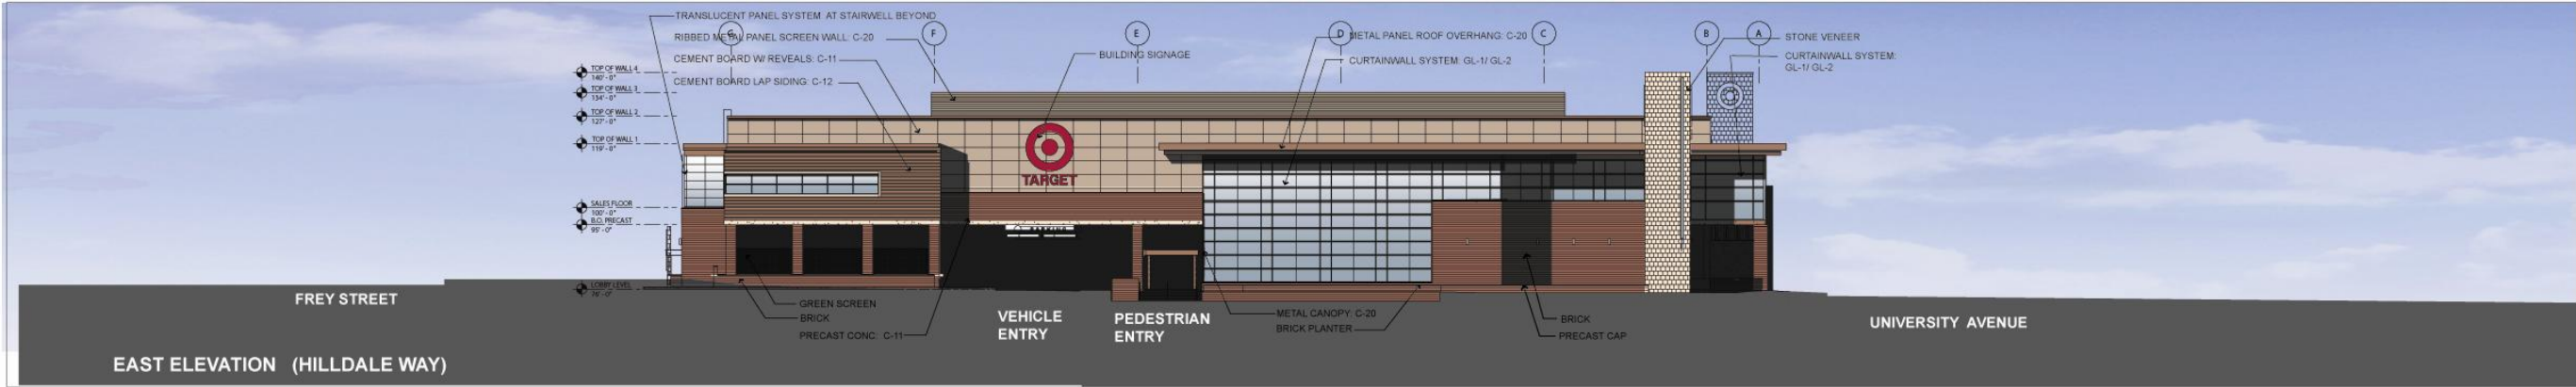 TRANSLUCENT PANEL SYSTEM AT STAIRWELL BEYOND
RIBBED METAL PANEL SCREEN WALL: C-20
CEMENT BOARD W/ REVEALS: C-11
CEMENT BOARD LAP SIDING: C-12
G
F
E
D
C
B
A
BUILDING SIGNAGE
METAL PANEL ROOF OVERHANG: C-20
CURTAINWALL SYSTEM: GL-1/ GL-2
STONE VENEER
CURTAINWALL SYSTEM:
GL-1/ GL-2
TOP OF WALL 4
140' - 0"
TOP OF WALL 3
134' - 0"
TOP OF WALL 2
127' - 0"
TOP OF WALL 1
119' - 0"
SALES FLOOR
100' - 0"
B.O. PRECAST
95' - 0"
LOBBY LEVEL
76' - 0"
TARGET
FREY STREET
GREEN SCREEN
BRICK
PRECAST CONC: C-11
VEHICLE
ENTRY
PEDESTRIAN
ENTRY
METAL CANOPY: C-20
BRICK PLANTER
BRICK
PRECAST CAP
UNIVERSITY AVENUE
EAST ELEVATION (HILLDALE WAY)